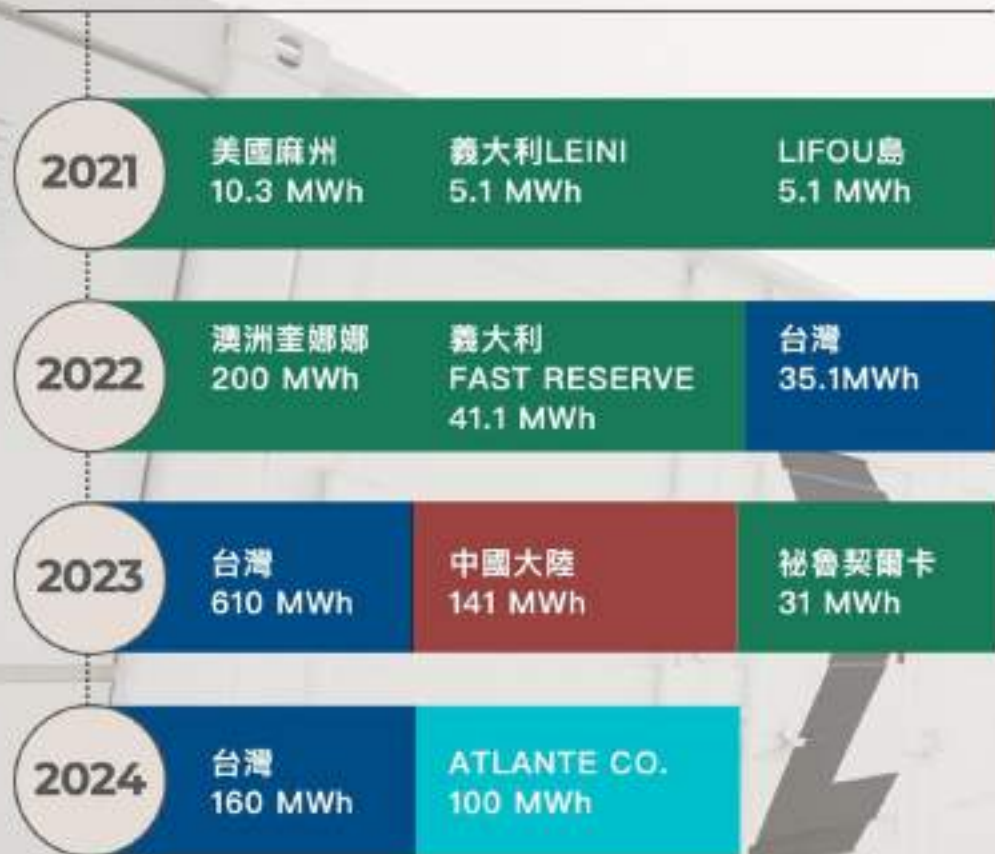 2021
美國麻州
10.3 MWh
義大利LEINI
5.1 MWh
LIFOU島
5.1 MWh
2022
澳洲奎娜娜
200 MWh
義大利
FAST RESERVE
41.1 MWh
台灣
35.1MWh
2023
台灣
610 MWh
中國大陸
141 MWh
祕魯契爾卡
31 MWh
2024
台灣
160 MWh
ATLANTE CO.
100 MWh